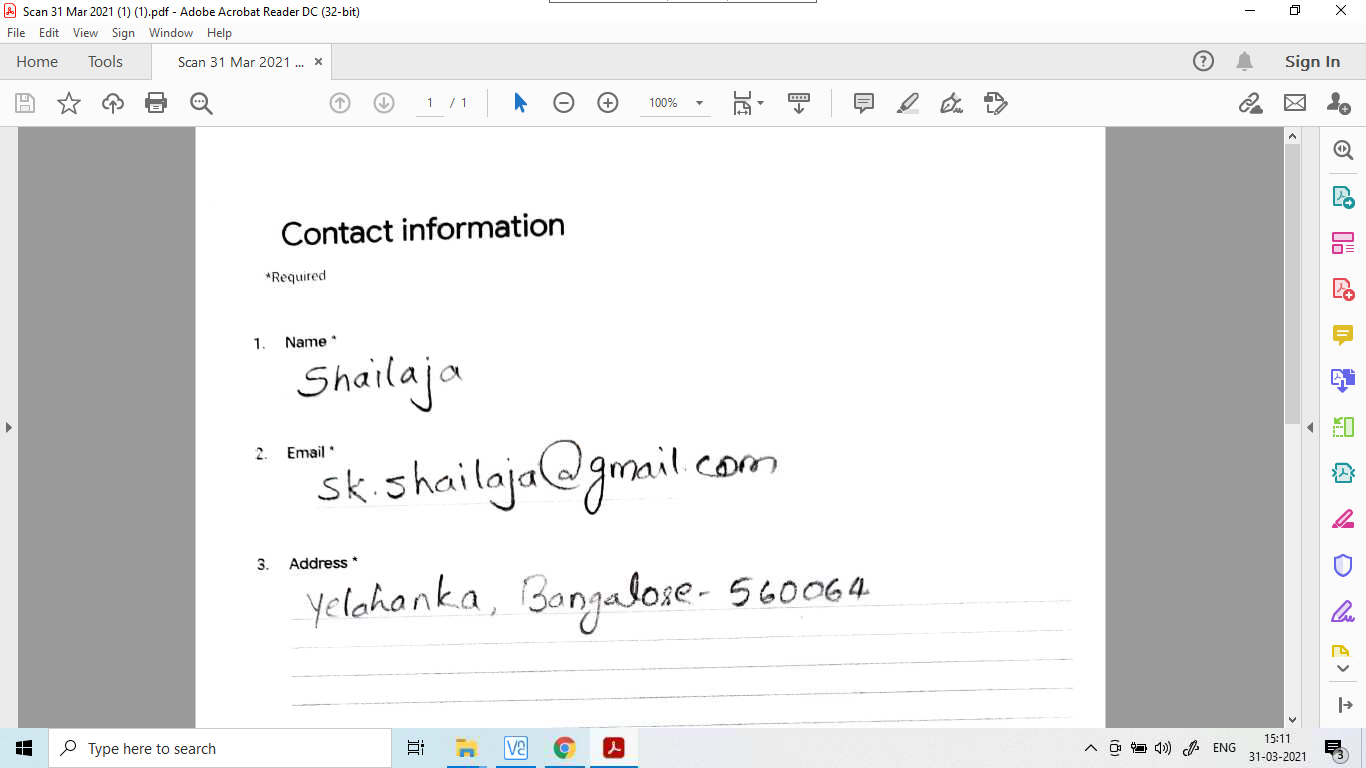 Scan 31 Mar 2021 (1) (1).pdf - Adobe Acrobat Reader DC (32-bit)
File Edit View Sign Window Help
Home Tools Scan 31 Mar 2021 ... × Sign In
1 / 1 100%
Contact information
*Required
1. Name *
Shailaja
2. Email *
sk.shailaja@gmail.com
3. Address *
Yelahanka, Bangalore - 560064
Type here to search
ENG 15:11
31-03-2021 3